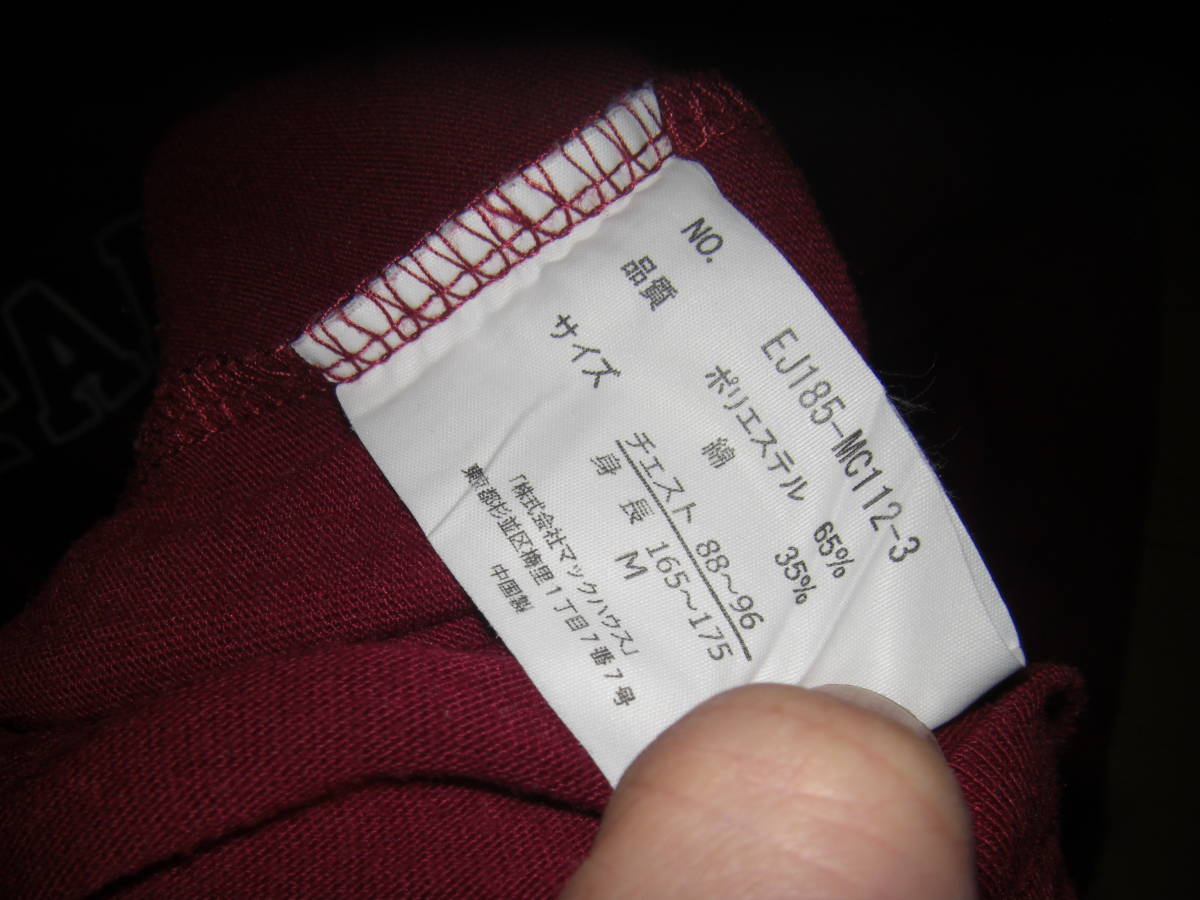 NO. EJ185-MC112-3
品質 ポリエステル 65%
綿 35%
サイズ
チェスト 88～96
身長 165～175
M
「株式会社マックハウス」
東京都杉並区梅里1丁目7番7号
中国製